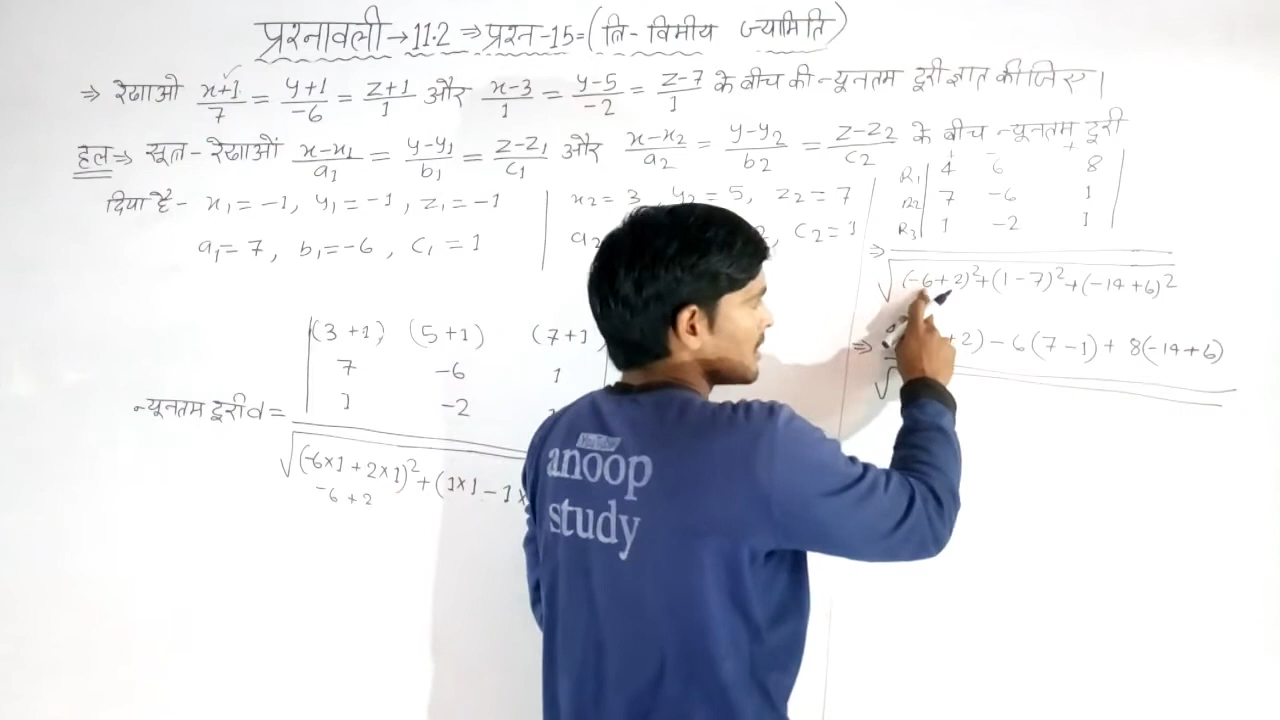 प्रश्नावली → 11.2 ⇒ प्रश्न-15 = (त्रि-विमीय ज्यामिति)
⇒ रेखाओ x+1/7 = y+1/-6 = z+1/1 और x-3/1 = y-5/-2 = z-7/1 के बीच की न्यूनतम दूरी ज्ञात कीजिए।
हल ⇒ सूत्र - रेखाओं x-x₁/a₁ = y-y₁/b₁ = z-z₁/c₁ और x-x₂/a₂ = y-y₂/b₂ = z-z₂/c₂ के बीच न्यूनतम दूरी
दिया है - x₁ = -1, y₁ = -1, z₁ = -1
a₁ = 7, b₁ = -6, c₁ = 1
x₂ = 3, y₂ = 5, z₂ = 7
a₂ c₂ = 1
(3+1) (5+1) (7+1
7 -6 1
1 -2
न्यूनतम दूरी व =
√(-6×1 + 2×1)² + (1×1 - 1×
-6 + 2
+ - +
R₁ 4 6 8
R₂ 7 -6 1
R₃ 1 -2 1
⇒
√(-6+2)² + (1-7)² + (-14+6)²
⇒ +2) - 6(7-1) + 8(-14+6)
√
YouTube
anoop
study